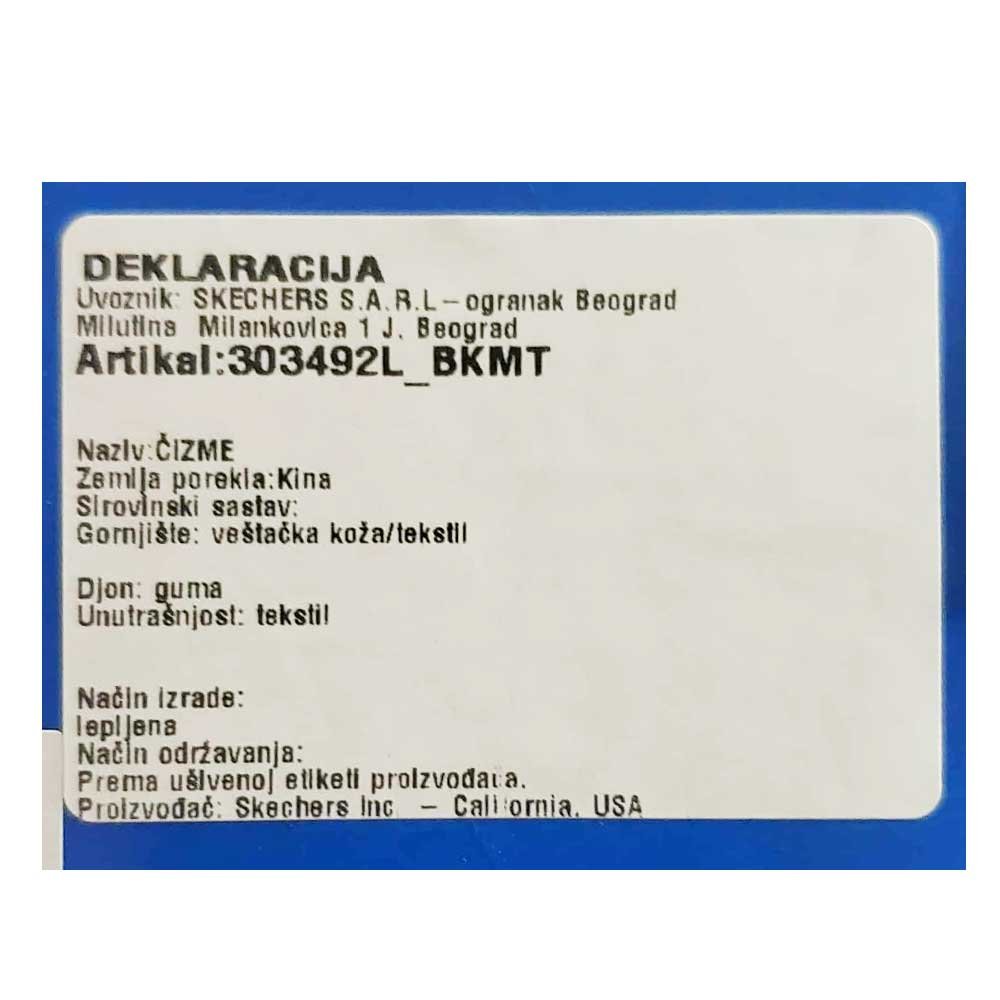 DEKLARACIJA
Uvoznik: SKECHERS S.A.R.L – ogranak Beograd
Milutina Milankovica 1 J. Beograd
Artikal:303492L_BKMT
Naziv:ČIZME
Zemlja porekla:Kina
Sirovinski sastav:
Gornjište: veštačka koža/tekstil
Djon: guma
Unutrašnjost: tekstil
Način izrade:
lepljena
Način održavanja:
Prema ušivenoj etiketi proizvođača.
Proizvođač: Skechers Inc – California, USA